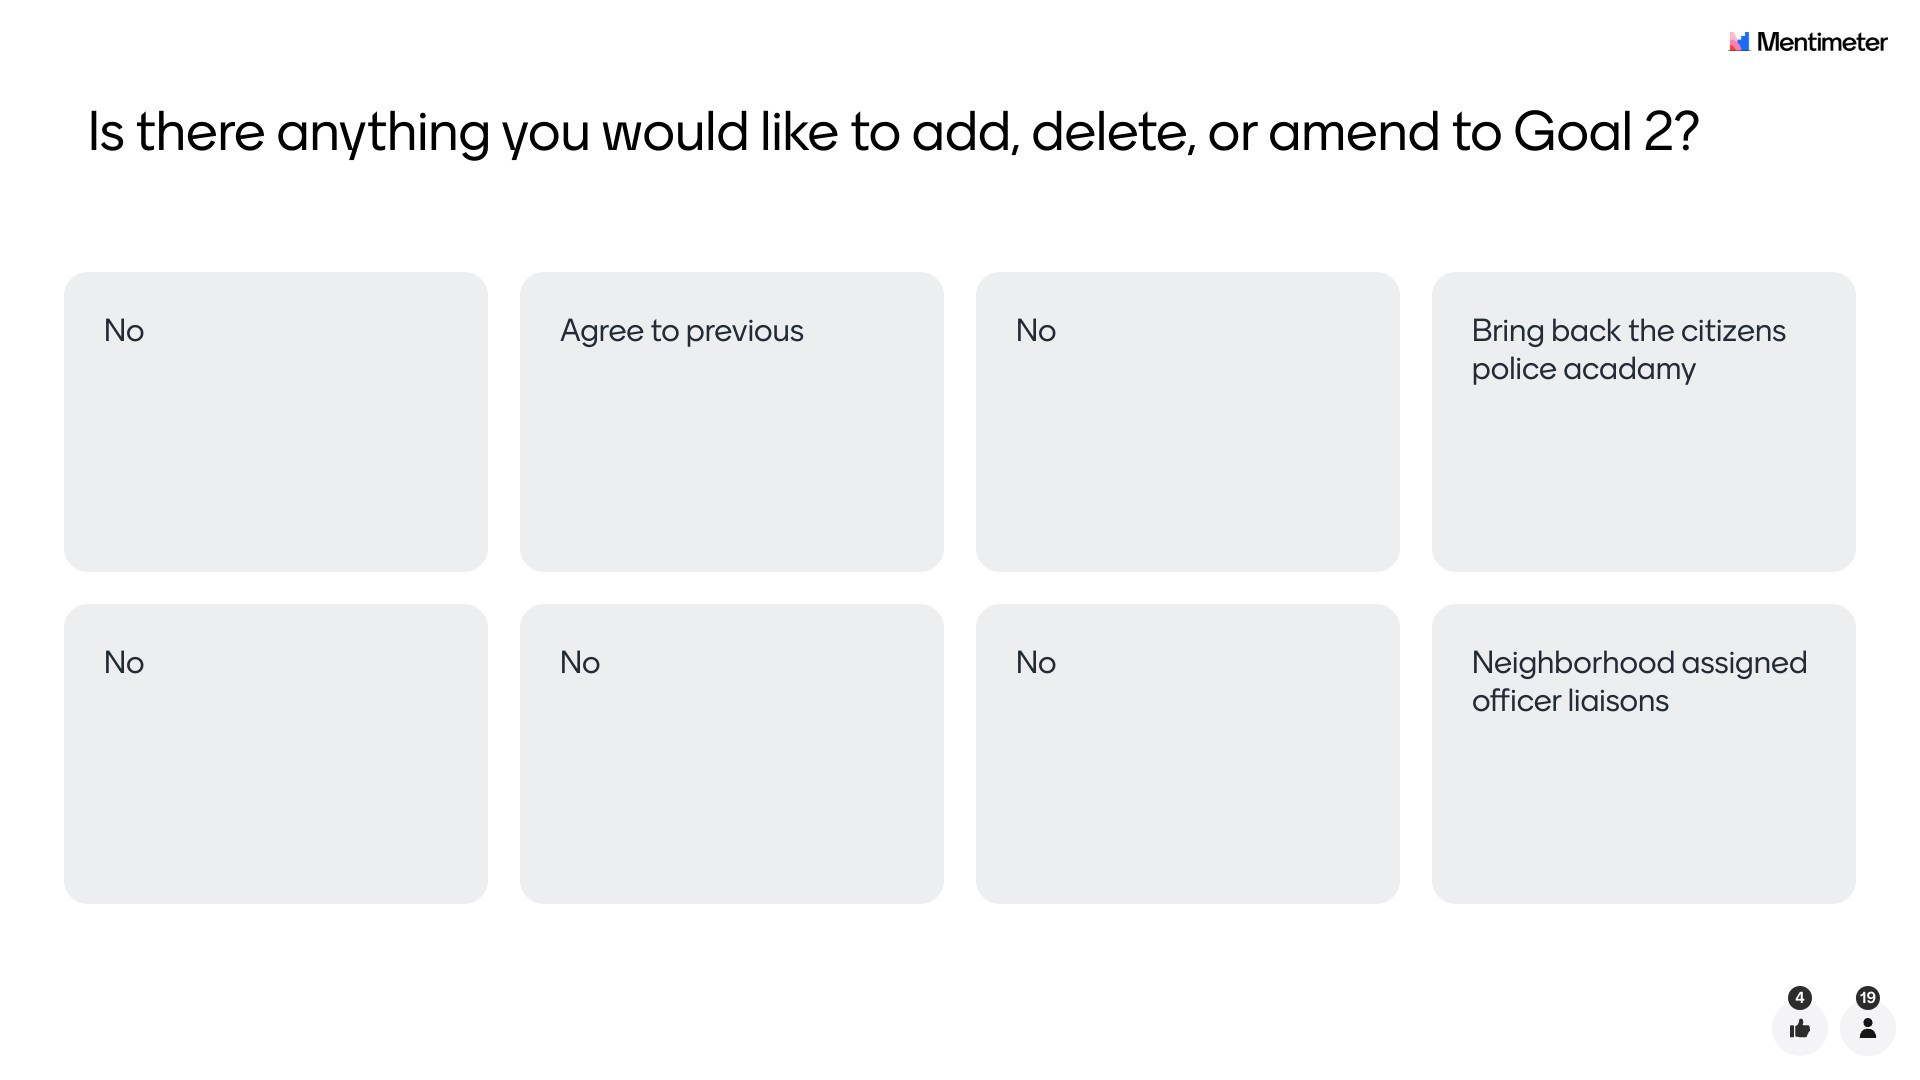 Mentimeter
Is there anything you would like to add, delete, or amend to Goal 2?
No
Agree to previous
No
Bring back the citizens
police acadamy
No
No
No
Neighborhood assigned
officer liaisons
4
19